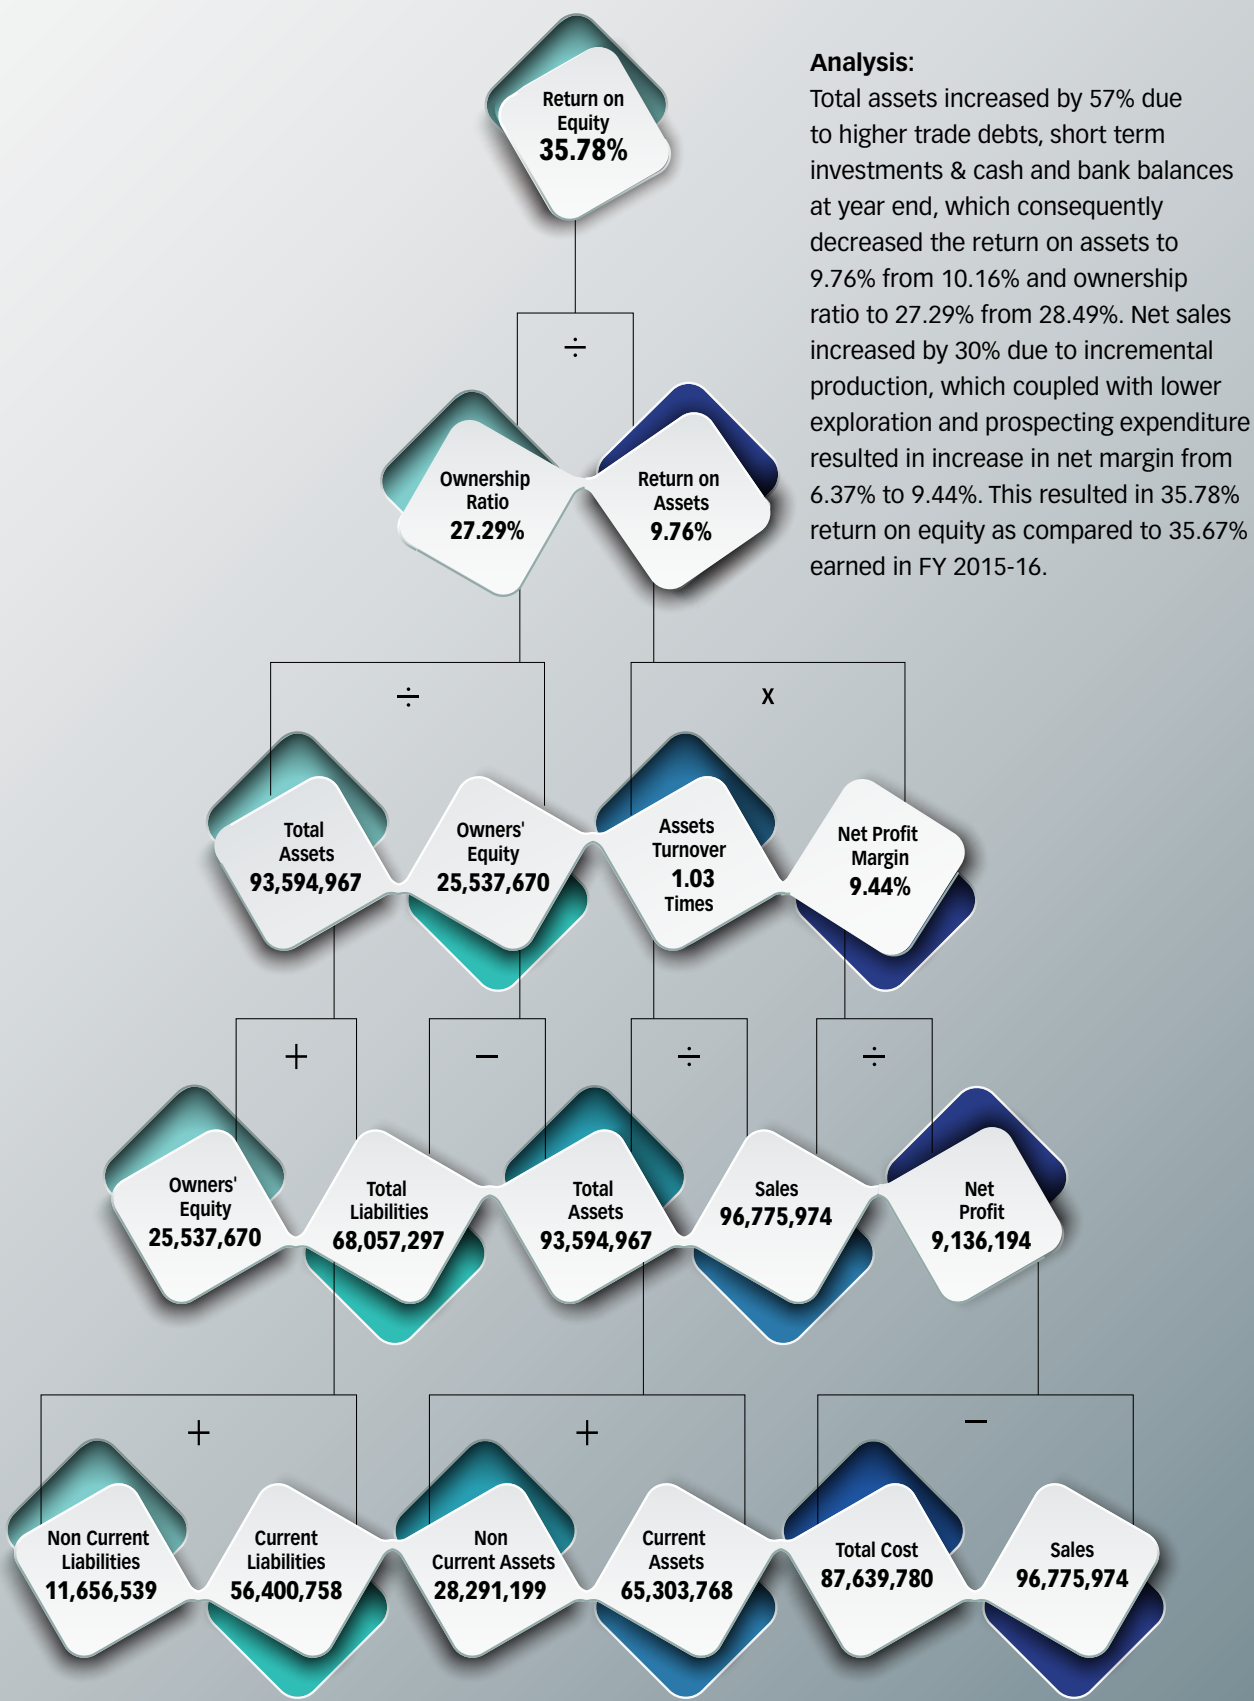 Return on
Equity
35.78%
Analysis:
Total assets increased by 57% due
to higher trade debts, short term
investments & cash and bank balances
at year end, which consequently
decreased the return on assets to
9.76% from 10.16% and ownership
ratio to 27.29% from 28.49%. Net sales
increased by 30% due to incremental
production, which coupled with lower
exploration and prospecting expenditure
resulted in increase in net margin from
6.37% to 9.44%. This resulted in 35.78%
return on equity as compared to 35.67%
earned in FY 2015-16.
÷
Ownership
Ratio
27.29%
Return on
Assets
9.76%
÷
x
Total
Assets
93,594,967
Owners'
Equity
25,537,670
Assets
Turnover
1.03
Times
Net Profit
Margin
9.44%
+
−
÷
÷
Owners'
Equity
25,537,670
Total
Liabilities
68,057,297
Total
Assets
93,594,967
Sales
96,775,974
Net
Profit
9,136,194
+
+
−
Non Current
Liabilities
11,656,539
Current
Liabilities
56,400,758
Non
Current Assets
28,291,199
Current
Assets
65,303,768
Total Cost
87,639,780
Sales
96,775,974